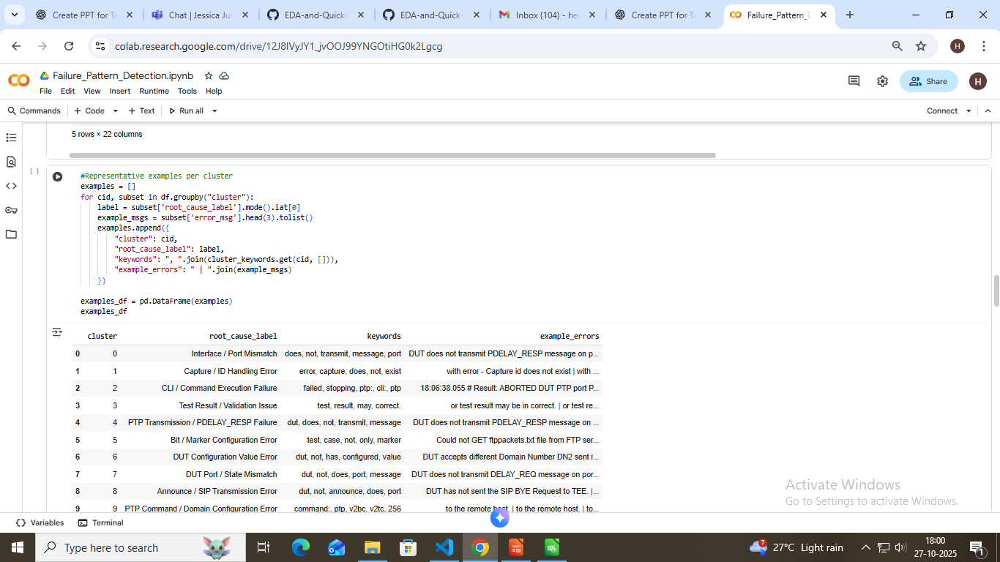 Create PPT for Ta
Chat | Jessica Jus
EDA-and-Quick-
EDA-and-Quick-
Inbox (104) - he
Create PPT for Ta
Failure_Pattern_D
colab.research.google.com/drive/12J8IVyJY1_jvOOJ99YNGOtiHG0k2Lgcg
H
Failure_Pattern_Detection.ipynb
File Edit View Insert Runtime Tools Help
Share
H
Commands + Code + Text Run all
Connect
5 rows × 22 columns
[ ]
#Representative examples per cluster
examples = []
for cid, subset in df.groupby("cluster"):
label = subset['root_cause_label'].mode().iat[0]
example_msgs = subset['error_msg'].head(3).tolist()
examples.append({
"cluster": cid,
"root_cause_label": label,
"keywords": ", ".join(cluster_keywords.get(cid, [])),
"example_errors": " | ".join(example_msgs)
})
examples_df = pd.DataFrame(examples)
examples_df
cluster root_cause_label keywords example_errors
0 0 Interface / Port Mismatch does, not, transmit, message, port DUT does not transmit PDELAY_RESP message on p...
1 1 Capture / ID Handling Error error, capture, does, not, exist with error - Capture id does not exist | with ...
2 2 CLI / Command Execution Failure failed, stopping, ptp:, cli:, ptp 18:06:38.055 # Result: ABORTED DUT PTP port P...
3 3 Test Result / Validation Issue test, result, may, correct. or test result may be in correct. | or test re...
4 4 PTP Transmission / PDELAY_RESP Failure dut, does, not, transmit, message DUT does not transmit PDELAY_RESP message on ...
5 5 Bit / Marker Configuration Error test, case, not, only, marker Could not GET ftppackets.txt file from FTP ser...
6 6 DUT Configuration Value Error dut, not, has, configured, value DUT accepts different Domain Number DN2 sent i...
7 7 DUT Port / State Mismatch dut, not, does, port, message DUT does not transmit DELAY_REQ message on por...
8 8 Announce / SIP Transmission Error dut, not, announce, does, port DUT has not sent the SIP BYE Request to TEE. |...
9 9 PTP Command / Domain Configuration Error command:, ptp, v2bc, v2tc, 256 to the remote host. | to the remote host. | to...
Activate Windows
Go to Settings to activate Windows.
Variables Terminal
Type here to search
7
27°C Light rain
18:00
27-10-2025
1